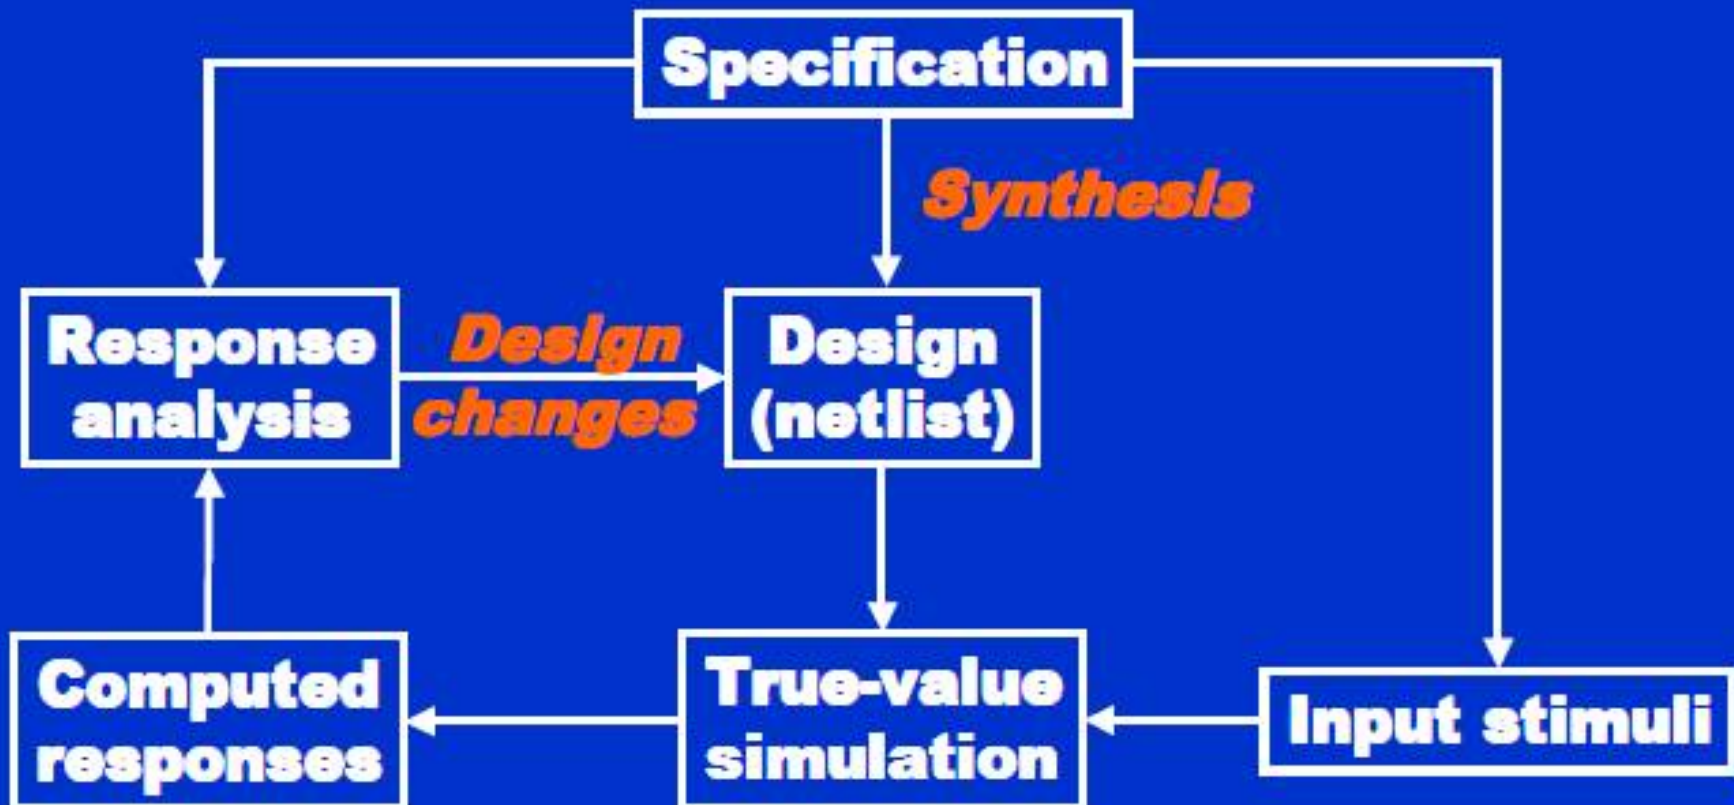 Specification
Synthesis
Response
analysis
Design
changes
Design
(netlist)
Computed
responses
True-value
simulation
Input stimuli